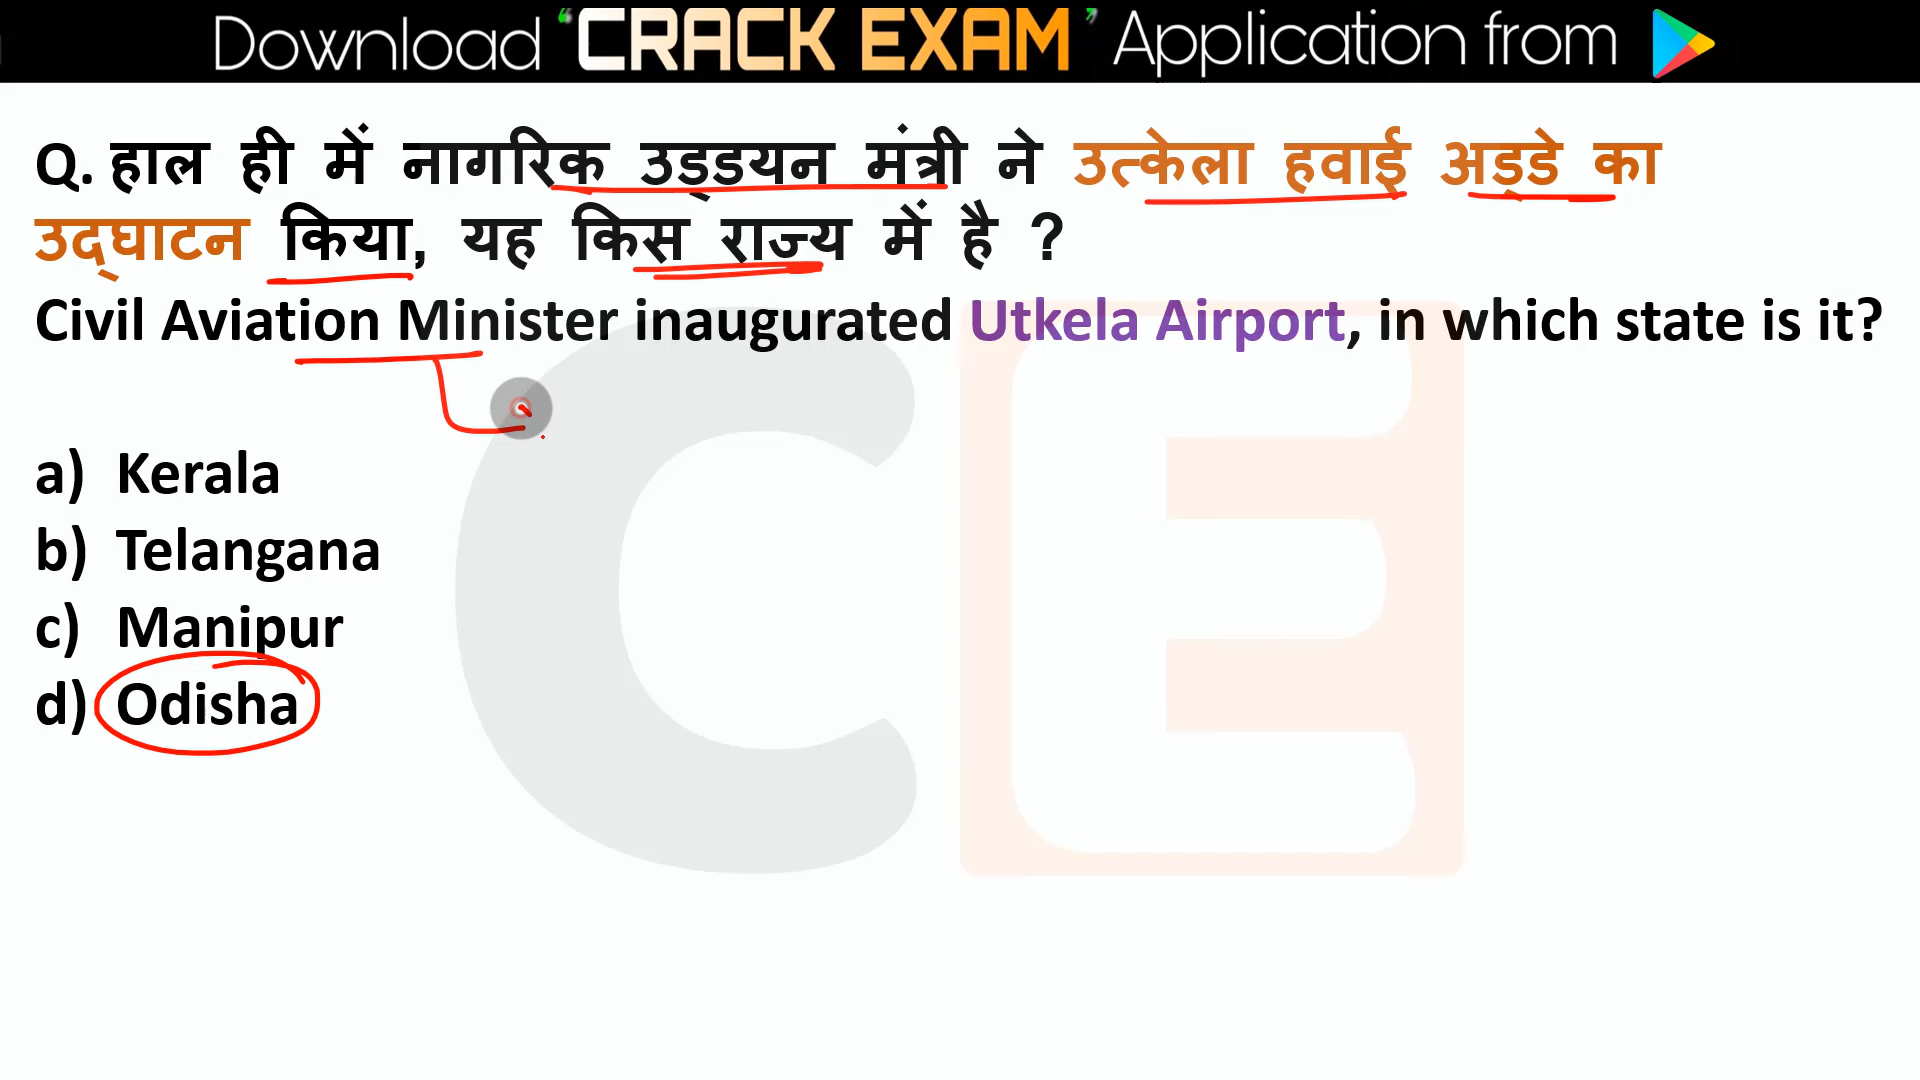 Download ‘CRACK EXAM’ Application from
Q. हाल ही में नागरिक उड्डयन मंत्री ने उत्केला हवाई अड्डे का
उद्घाटन किया, यह किस राज्य में है ?
Civil Aviation Minister inaugurated Utkela Airport, in which state is it?
a) Kerala
b) Telangana
c) Manipur
d) Odisha
CE